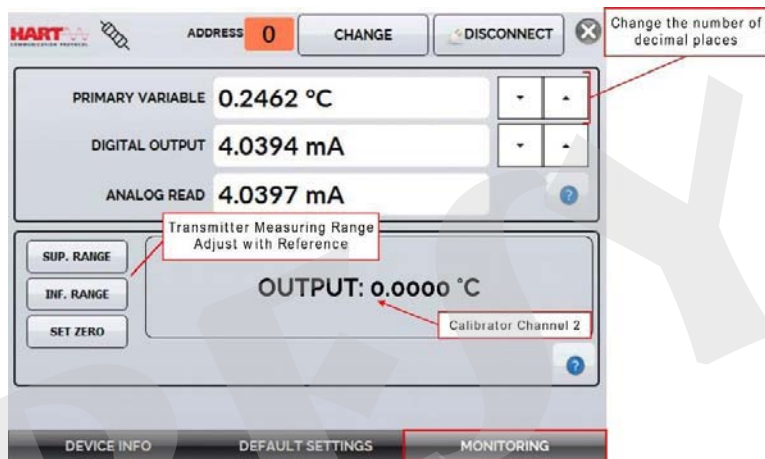 HART
COMMUNICATION PROTOCOL
ADDRESS 0 CHANGE DISCONNECT
Change the number of
decimal places
PRIMARY VARIABLE 0.2462 °C
DIGITAL OUTPUT 4.0394 mA
ANALOG READ 4.0397 mA
?
Transmitter Measuring Range
Adjust with Reference
SUP. RANGE
INF. RANGE
SET ZERO
OUTPUT: 0.0000 °C
Calibrator Channel 2
?
DEVICE INFO DEFAULT SETTINGS MONITORING